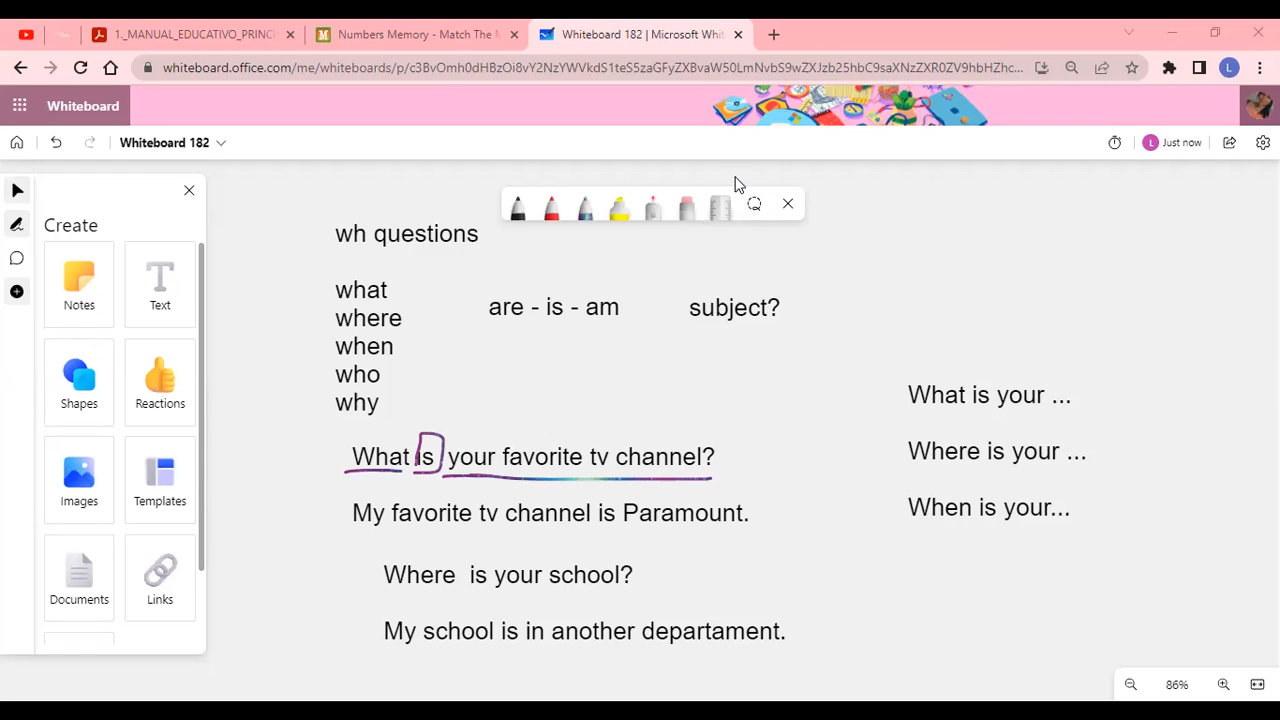 1._MANUAL_EDUCATIVO_PRINC
Numbers Memory - Match The N
Whiteboard 182 | Microsoft Whit
whiteboard.office.com/me/whiteboards/p/c3BvOmh0dHBzOi8vY2NzYWVkdS1teS5zaGFyZXBvaW50LmNvbS9wZXJzb25hbC9saXNzZXR0ZV9hbHZhc...
L
Whiteboard
Whiteboard 182
L Just now
Create
Notes
Text
Shapes
Reactions
Images
Templates
Documents
Links
wh questions
what
where
when
who
why
are - is - am
subject?
What is your favorite tv channel?
My favorite tv channel is Paramount.
Where is your school?
My school is in another departament.
What is your ...
Where is your ...
When is your...
86%